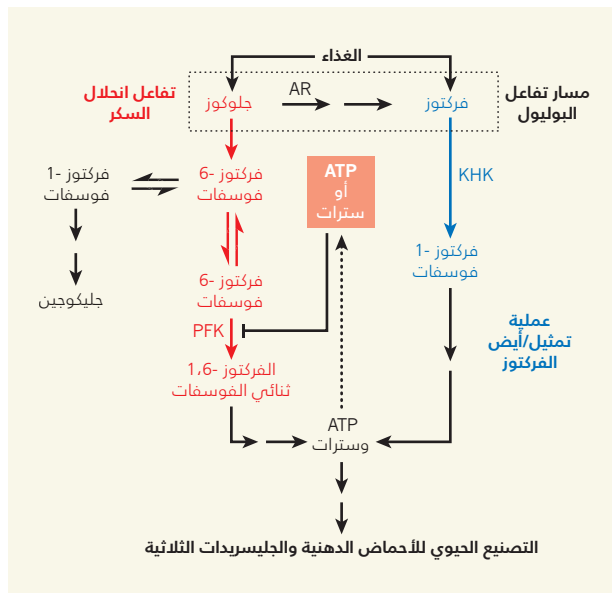 الغذاء
مسار تفاعل
البوليول
فركتوز
AR
جلوكوز
تفاعل انحلال
السكر
KHK
ATP
أو
سترات
فركتوز -6
فوسفات
فركتوز -1
فوسفات
فركتوز -1
فوسفات
فركتوز -6
فوسفات
جليكوجين
عملية
تمثيل/أيض
الفركتوز
PFK
الفركتوز -1،6
ثنائي الفوسفات
ATP
وسترات
التصنيع الحيوي للأحماض الدهنية والجليسريدات الثلاثية